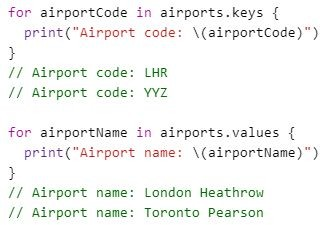 for airportCode in airports.keys {
  print("Airport code: \(airportCode)")
}
// Airport code: LHR
// Airport code: YYZ

for airportName in airports.values {
  print("Airport name: \(airportName)")
}
// Airport name: London Heathrow
// Airport name: Toronto Pearson